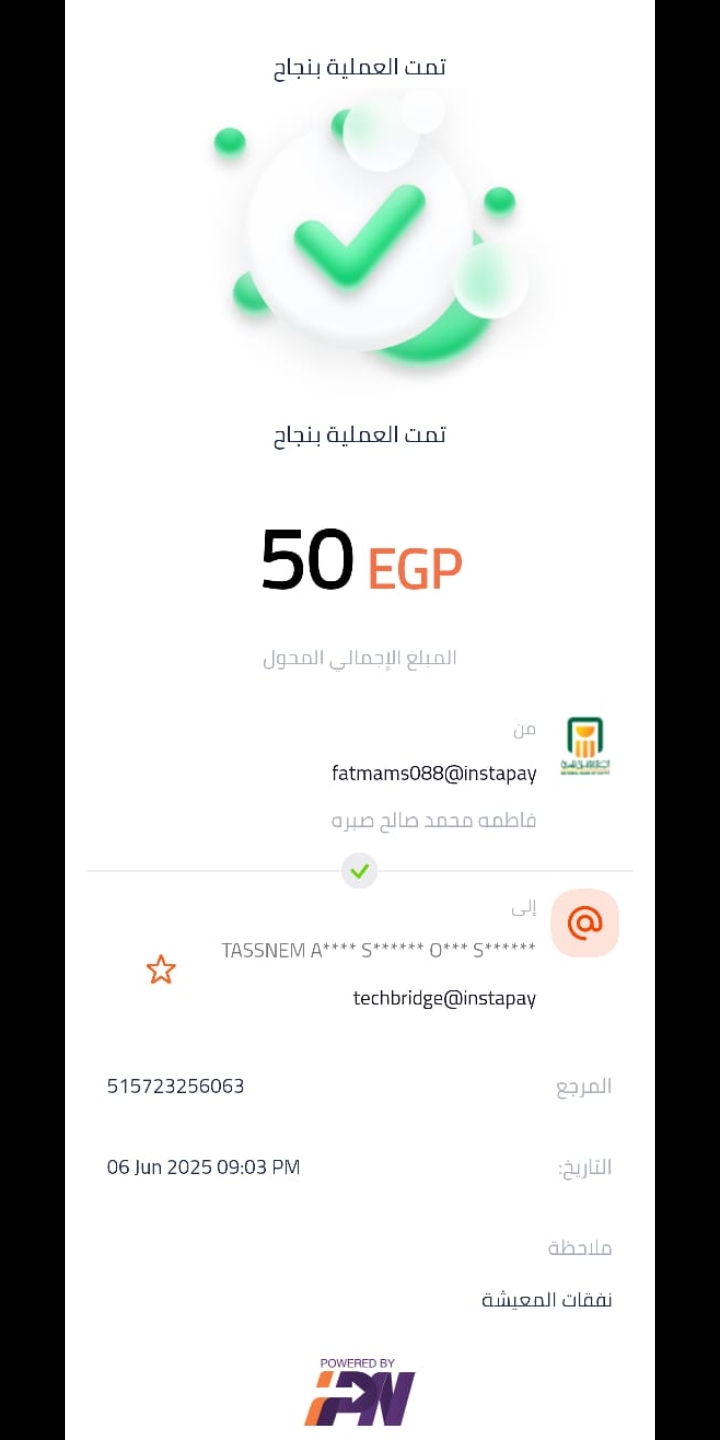 تمت العملية بنجاح
تمت العملية بنجاح
50 EGP
المبلغ الإجمالي المحول
من
fatmams088@instapay
فاطمه محمد صالح صبره
إلى
TASSNEM A**** S****** O*** S******
techbridge@instapay
المرجع
515723256063
التاريخ:
06 Jun 2025 09:03 PM
ملاحظة
نفقات المعيشة
POWERED BY
IPN